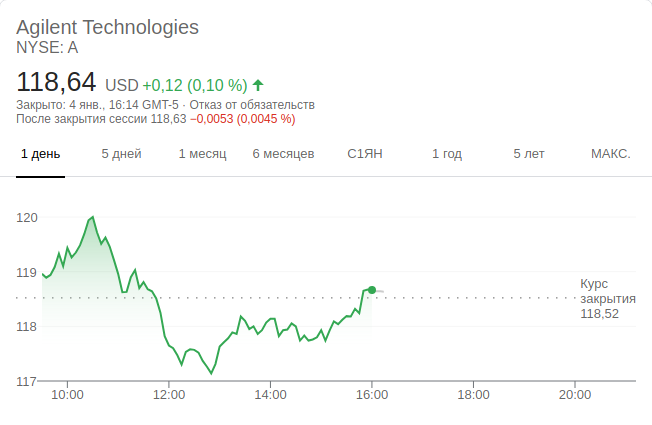 Agilent Technologies
NYSE: A
118,64 USD +0,12 (0,10 %)
Закрыто: 4 янв., 16:14 GMT-5 · Отказ от обязательств
После закрытия сессии 118,63 −0,0053 (0,0045 %)
1 день 5 дней 1 месяц 6 месяцев С1ЯН 1 год 5 лет МАКС.
120
119
Курс
закрытия
118,52
118
117
10:00 12:00 14:00 16:00 18:00 20:00